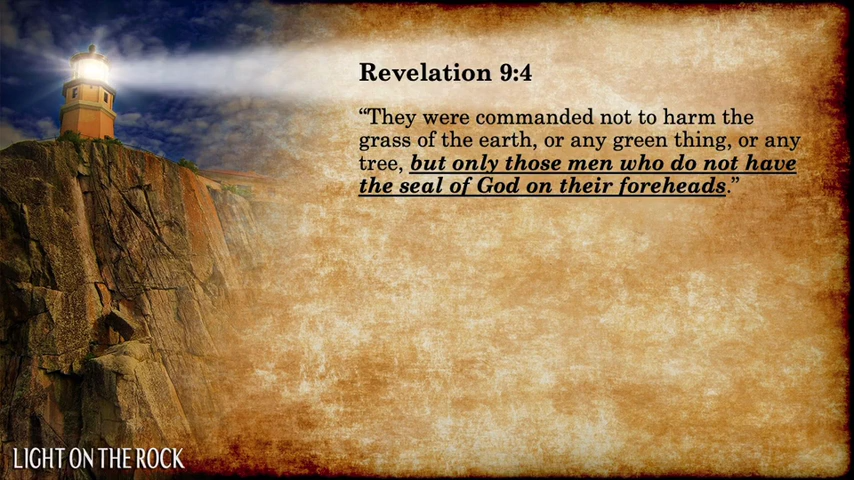 Revelation 9:4
“They were commanded not to harm the
grass of the earth, or any green thing, or any
tree, but only those men who do not have
the seal of God on their foreheads.”
LIGHT ON THE ROCK